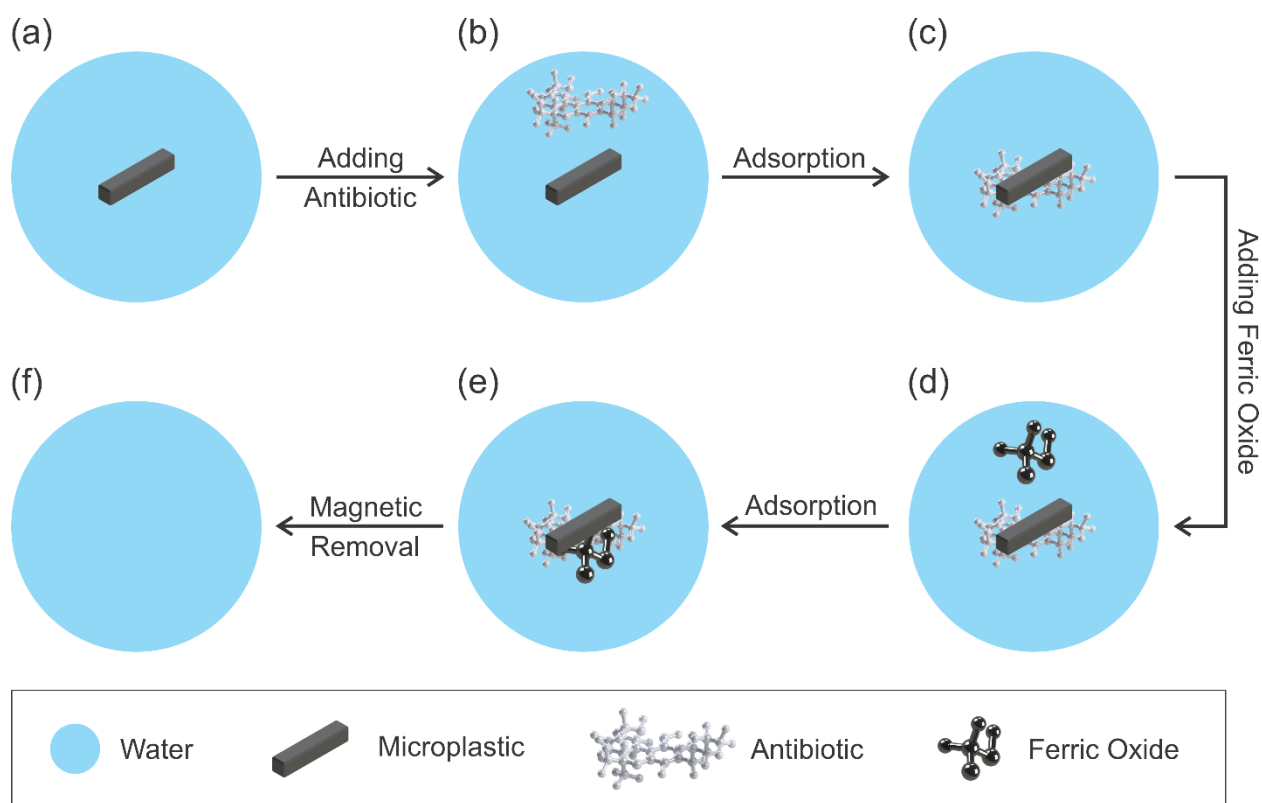 (a)
(b)
(c)
Adding
Antibiotic
Adsorption
Adding Ferric Oxide
(f)
(e)
(d)
Magnetic
Removal
Adsorption
Water
Microplastic
Antibiotic
Ferric Oxide